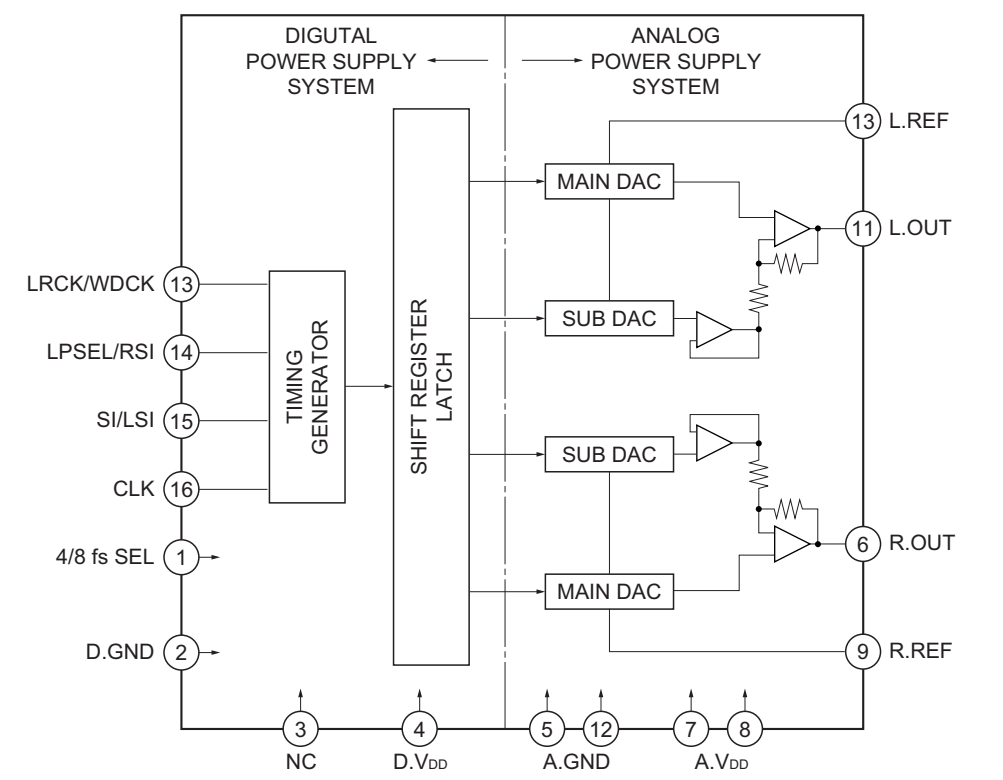 DIGUTAL
POWER SUPPLY
SYSTEM
ANALOG
POWER SUPPLY
SYSTEM
13 L.REF
MAIN DAC
11 L.OUT
LRCK/WDCK 13
SUB DAC
LPSEL/RSI 14
TIMING
GENERATOR
SHIFT REGISTER
LATCH
SI/LSI 15
SUB DAC
CLK 16
4/8 fs SEL 1
6 R.OUT
MAIN DAC
D.GND 2
9 R.REF
3 4 5 12 7 8
NC D.VDD A.GND A.VDD